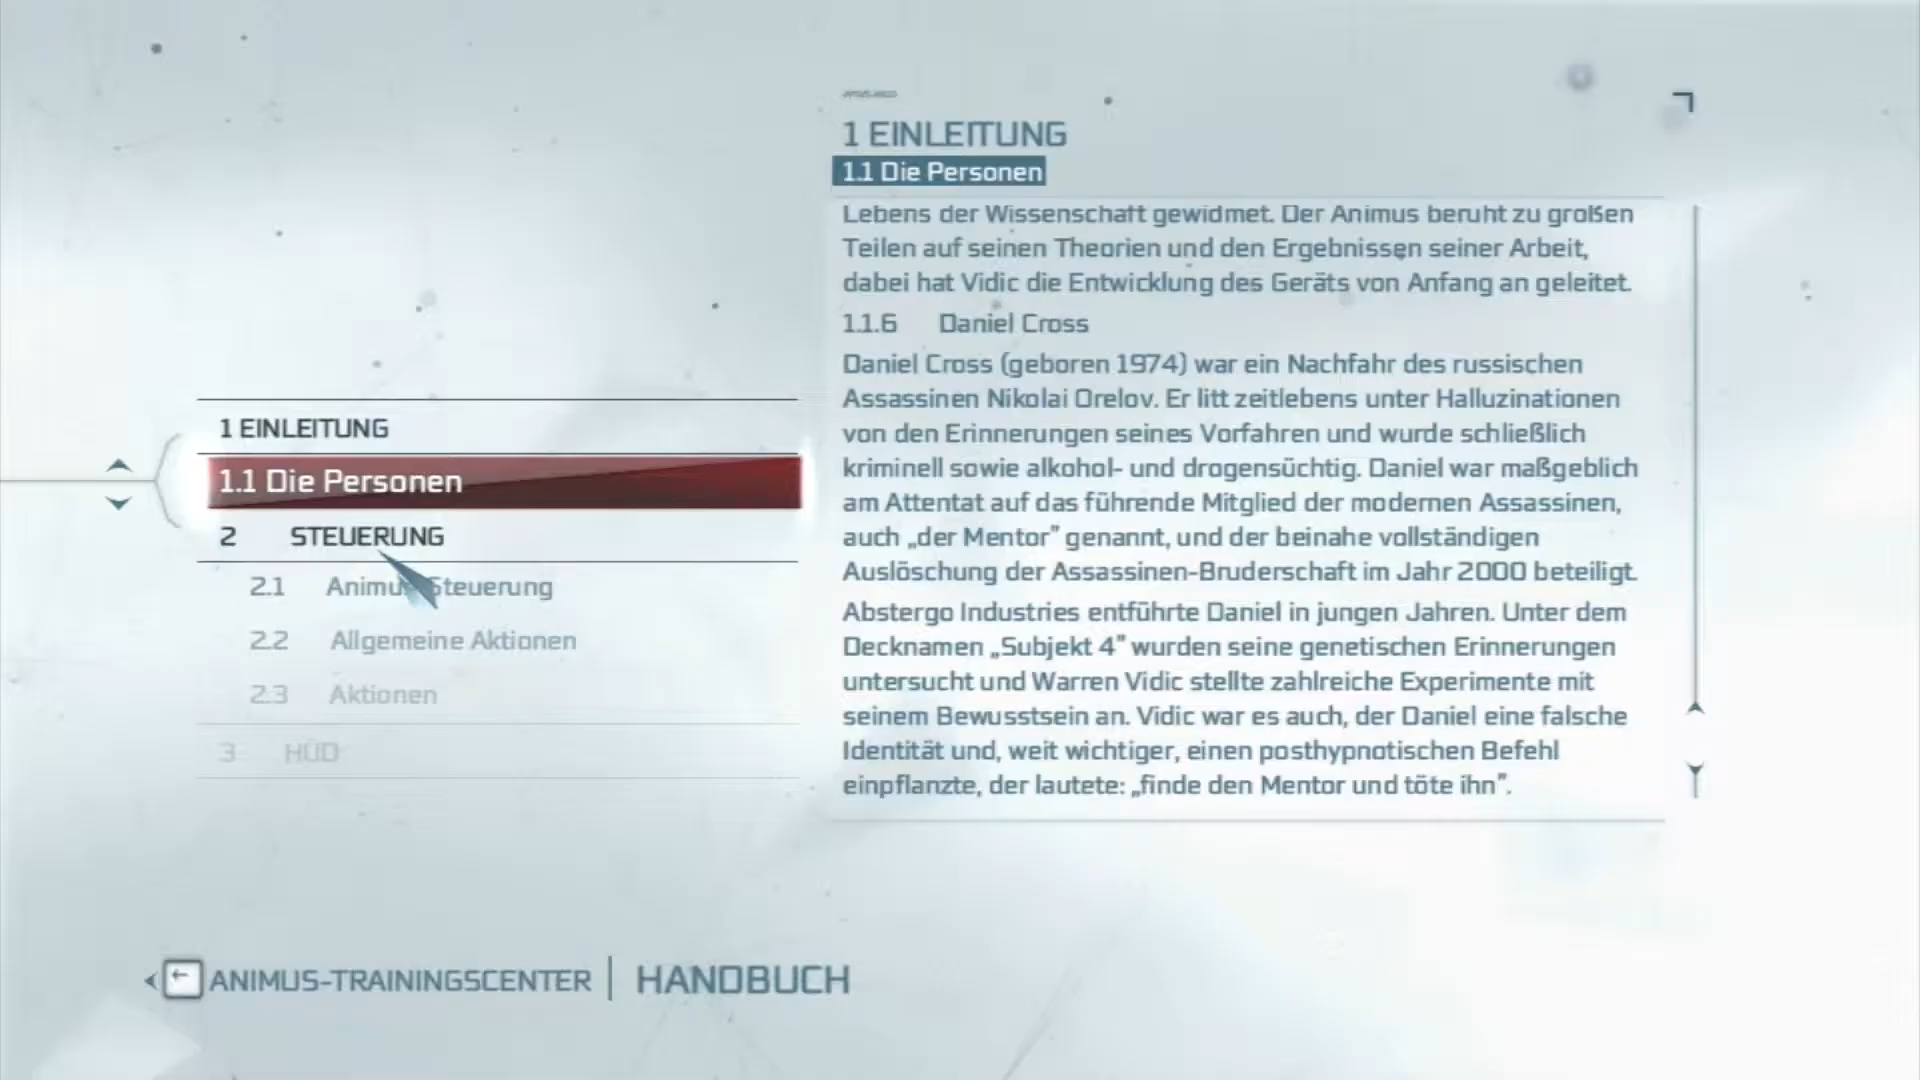 1 EINLEITUNG
1.1 Die Personen
2 STEUERUNG
2.1 Animus-Steuerung
2.2 Allgemeine Aktionen
2.3 Aktionen
3 HÜD
1 EINLEITUNG
1.1 Die Personen
Lebens der Wissenschaft gewidmet. Der Animus beruht zu großen
Teilen auf seinen Theorien und den Ergebnissen seiner Arbeit,
dabei hat Vidic die Entwicklung des Geräts von Anfang an geleitet.
1.1.6 Daniel Cross
Daniel Cross (geboren 1974) war ein Nachfahr des russischen
Assassinen Nikolai Orelov. Er litt zeitlebens unter Halluzinationen
von den Erinnerungen seines Vorfahren und wurde schließlich
kriminell sowie alkohol- und drogensüchtig. Daniel war maßgeblich
am Attentat auf das führende Mitglied der modernen Assassinen,
auch „der Mentor” genannt, und der beinahe vollständigen
Auslöschung der Assassinen-Bruderschaft im Jahr 2000 beteiligt.
Abstergo Industries entführte Daniel in jungen Jahren. Unter dem
Decknamen „Subjekt 4” wurden seine genetischen Erinnerungen
untersucht und Warren Vidic stellte zahlreiche Experimente mit
seinem Bewusstsein an. Vidic war es auch, der Daniel eine falsche
Identität und, weit wichtiger, einen posthypnotischen Befehl
einpflanzte, der lautete: „finde den Mentor und töte ihn”.
ANIMUS-TRAININGSCENTER | HANDBUCH